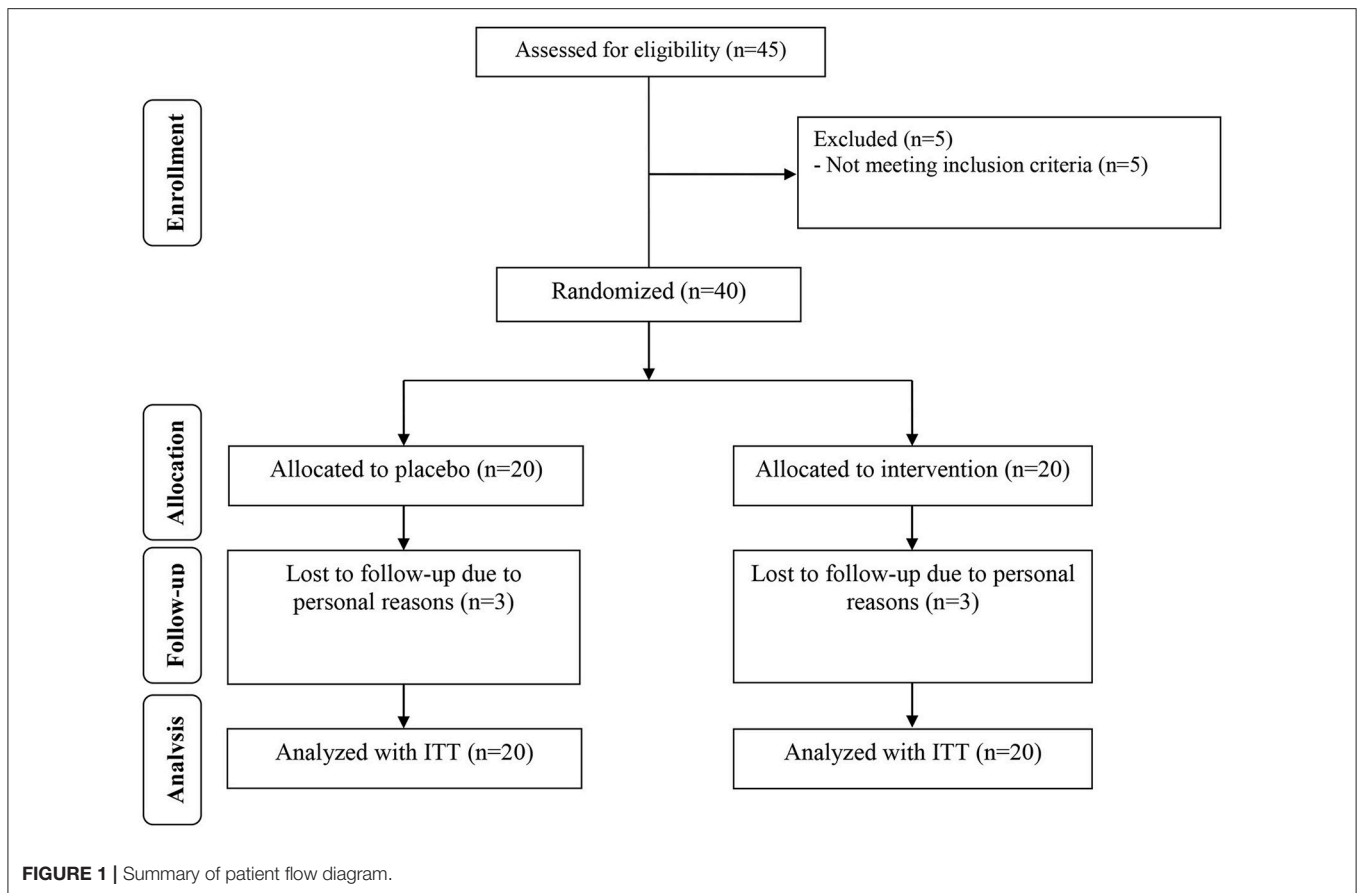 Assessed for eligibility (n=45)
Enrollment
Excluded (n=5)
- Not meeting inclusion criteria (n=5)
Randomized (n=40)
Allocation
Allocated to placebo (n=20)
Allocated to intervention (n=20)
Follow-up
Lost to follow-up due to
personal reasons (n=3)
Lost to follow-up due to personal
reasons (n=3)
Analysis
Analyzed with ITT (n=20)
Analyzed with ITT (n=20)
FIGURE 1 | Summary of patient flow diagram.